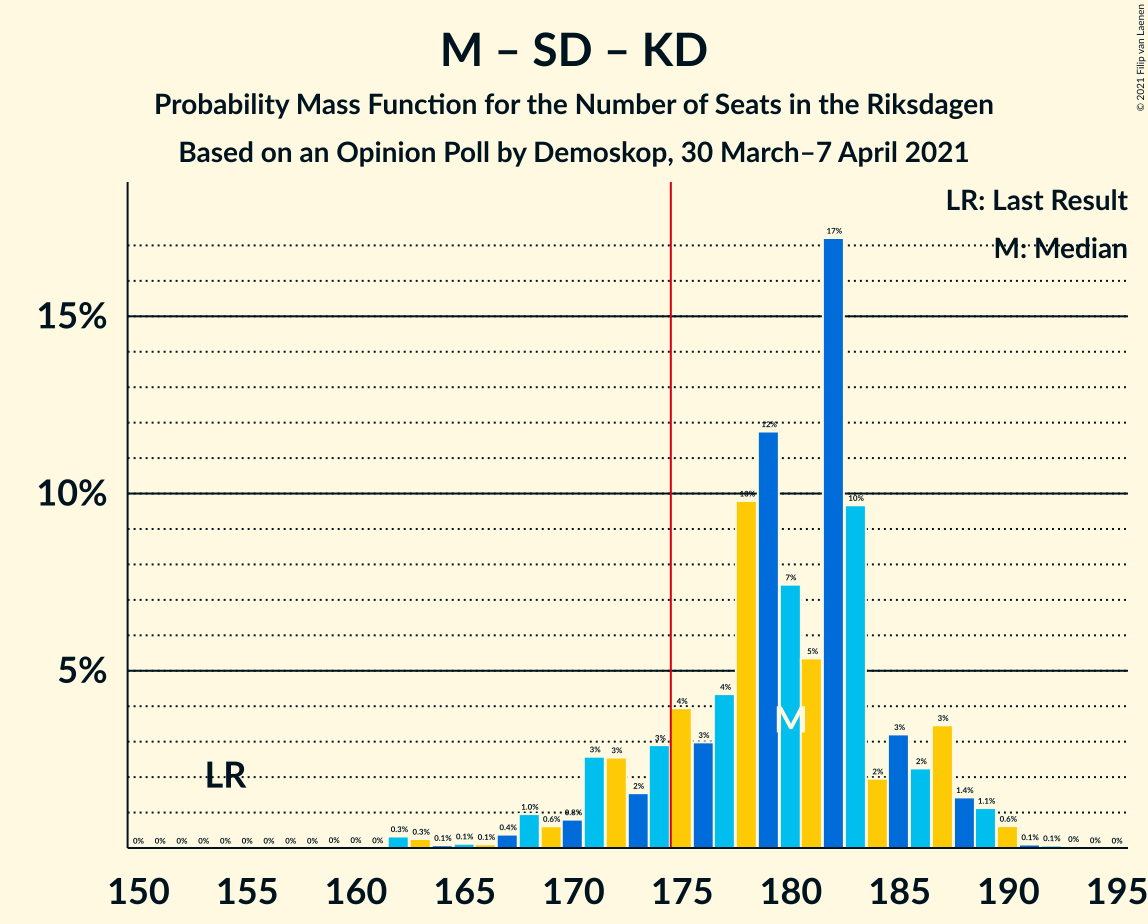 M – SD – KD
Probability Mass Function for the Number of Seats in the Riksdagen
Based on an Opinion Poll by Demoskop, 30 March–7 April 2021
© 2021 Filip van Laenen
LR: Last Result
M: Median
15%
10%
5%
0% 0% 0% 0% 0% 0% 0% 0% 0% 0% 0% 0% 0.3% 0.3% 0.1% 0.1% 0.1% 0.4% 1.0% 0.6% 0.8% 3% 3% 2% 3% 4% 3% 4% 10% 12% 7% 5% 17% 10% 2% 3% 2% 3% 1.4% 1.1% 0.6% 0.1% 0.1% 0% 0% 0%
LR
M
150 155 160 165 170 175 180 185 190 195